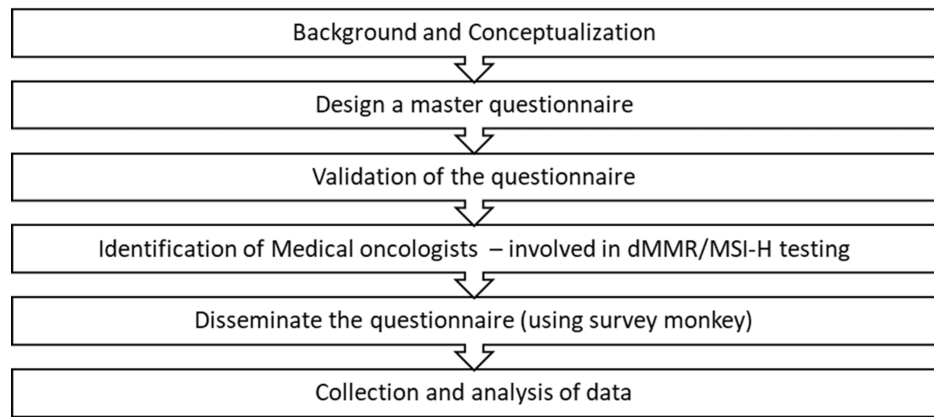 Background and Conceptualization
Design a master questionnaire
Validation of the questionnaire
Identification of Medical oncologists – involved in dMMR/MSI-H testing
Disseminate the questionnaire (using survey monkey)
Collection and analysis of data